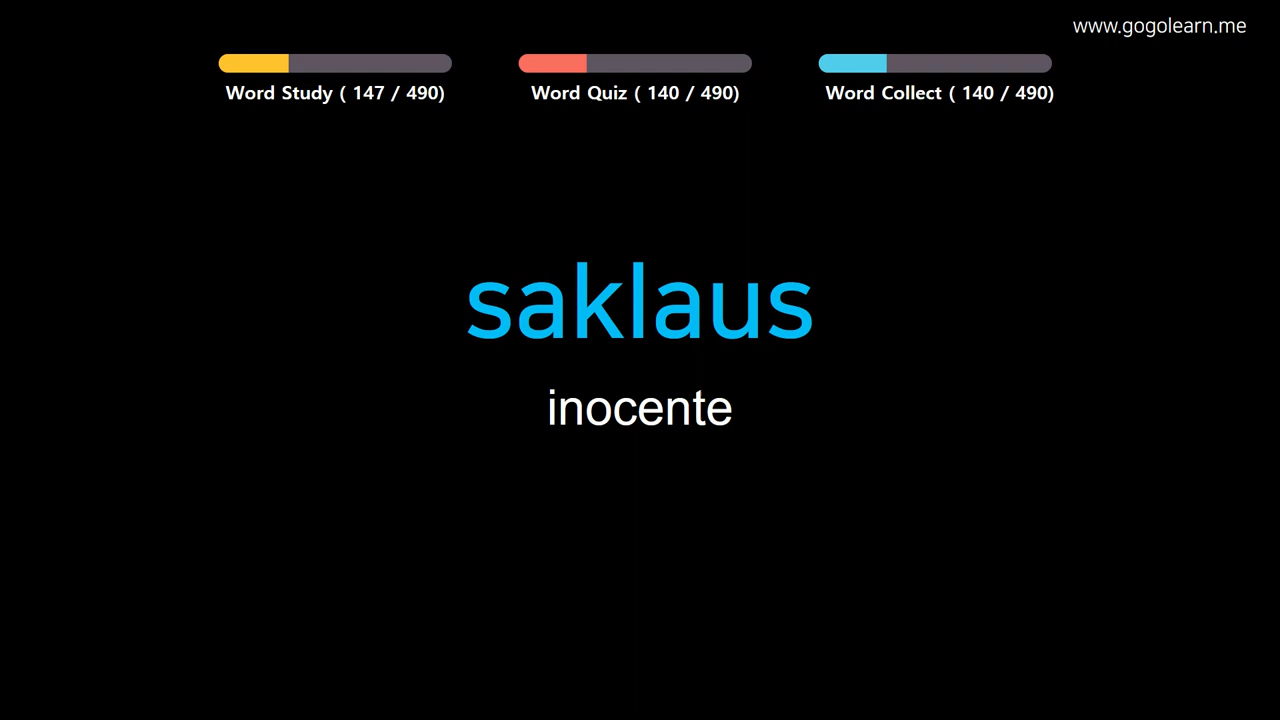 www.gogolearn.me
Word Study ( 147 / 490)
Word Quiz ( 140 / 490)
Word Collect ( 140 / 490)
saklaus
inocente